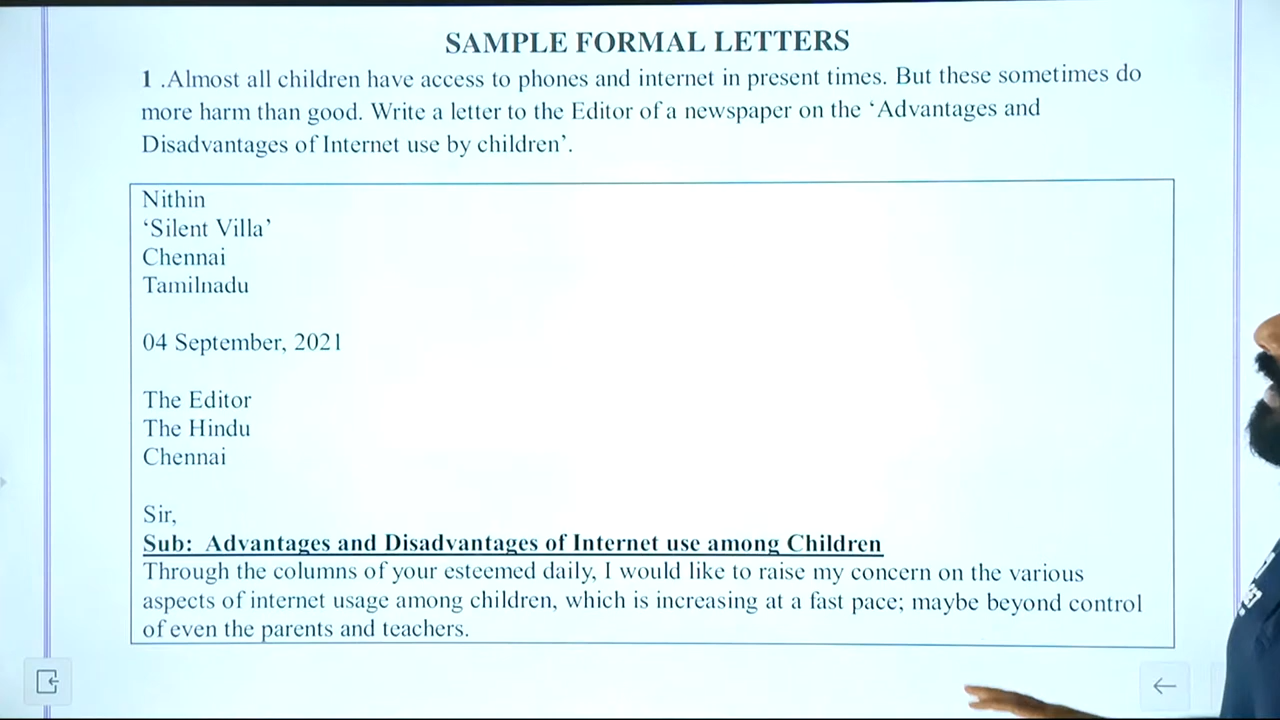 SAMPLE FORMAL LETTERS
1 .Almost all children have access to phones and internet in present times. But these sometimes do
more harm than good. Write a letter to the Editor of a newspaper on the ‘Advantages and
Disadvantages of Internet use by children’.
Nithin
‘Silent Villa’
Chennai
Tamilnadu
04 September, 2021
The Editor
The Hindu
Chennai
Sir,
Sub: Advantages and Disadvantages of Internet use among Children
Through the columns of your esteemed daily, I would like to raise my concern on the various
aspects of internet usage among children, which is increasing at a fast pace; maybe beyond control
of even the parents and teachers.